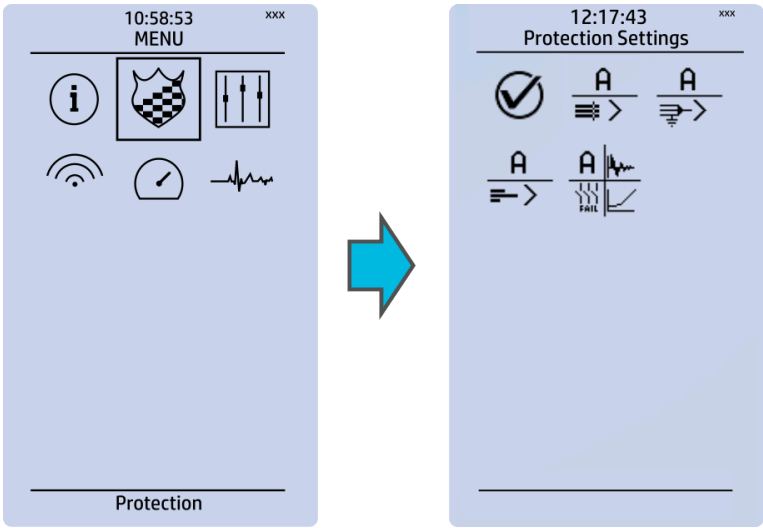 10:58:53
xxx
MENU
i
Protection
12:17:43
xxx
Protection Settings
A
>
A
>
A
>
A
FAIL